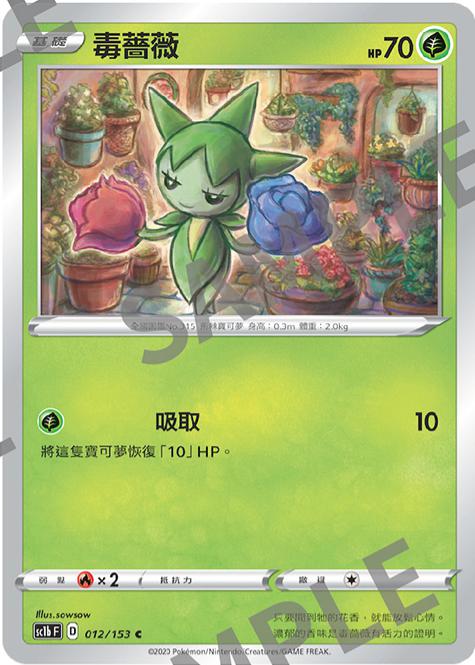 基礎 毒薔薇 HP 70
全國圖鑑No.315 荊棘寶可夢 身高：0.3m 體重：2.0kg
吸取 10
將這隻寶可夢恢復「10」HP。
弱點 ×2 抵抗力 撤退
Illus.sowsow
sc1b F D 012/153 C
只要聞到牠的花香，就能放鬆心情。
濃郁的香味是毒薔薇有活力的證明。
©2020 Pokémon/Nintendo/Creatures/GAME FREAK.
SAMPLE
SAMPLE